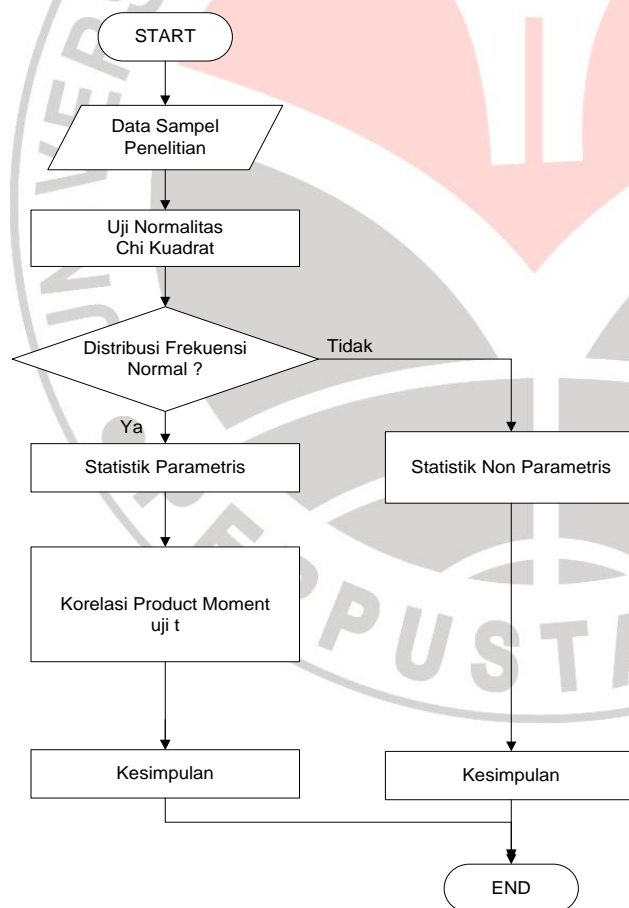 START
Data Sampel
Penelitian
Uji Normalitas
Chi Kuadrat
Distribusi Frekuensi
Normal ?
Tidak
Ya
Statistik Parametris
Statistik Non Parametris
Korelasi Product Moment
uji t
Kesimpulan
Kesimpulan
END